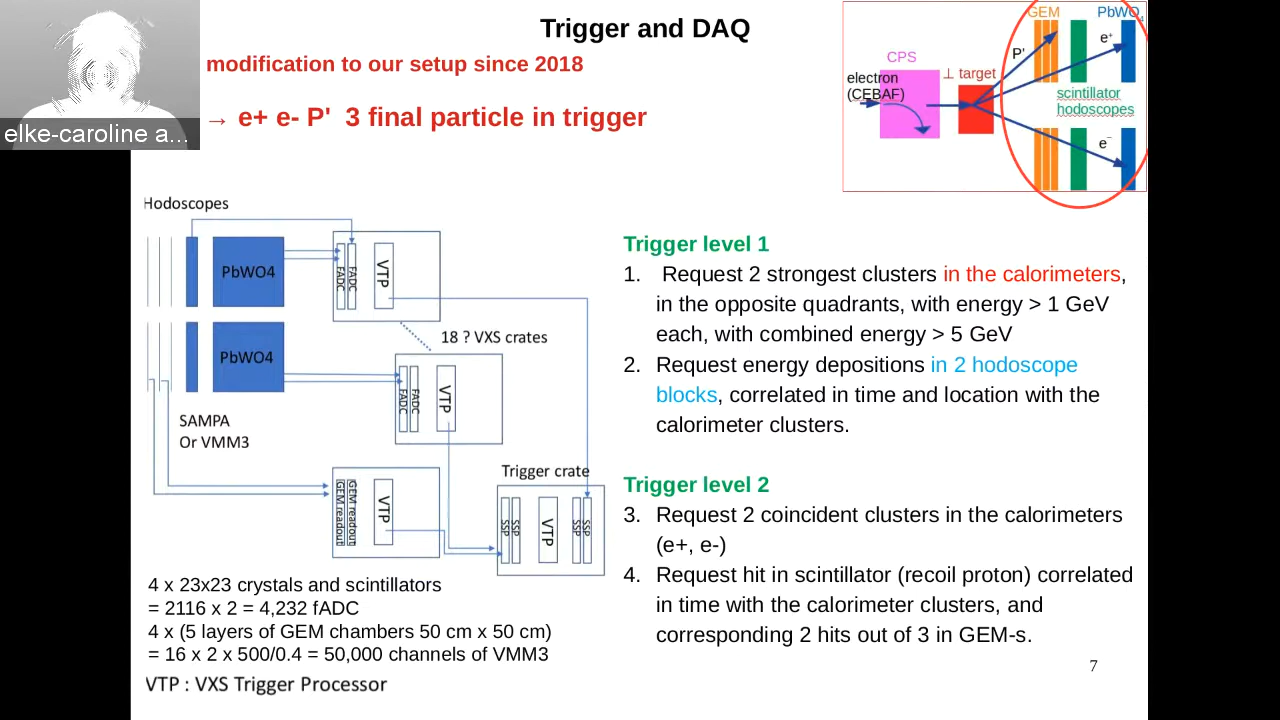 Trigger and DAQ
modification to our setup since 2018
→ e+ e- P' 3 final particle in trigger
elke-caroline a...
GEM
PbWO4
CPS
e+
P'
⊥ target
electron
(CEBAF)
scintillator
hodoscopes
e-
Hodoscopes
PbWO4
FADC
FADC
VTP
PbWO4
18 ? VXS crates
FADC
FADC
VTP
SAMPA
Or VMM3
Trigger crate
GEM readout
GEM readout
VTP
SSP
SSP
VTP
SSP
SSP
4 x 23x23 crystals and scintillators
= 2116 x 2 = 4,232 fADC
4 x (5 layers of GEM chambers 50 cm x 50 cm)
= 16 x 2 x 500/0.4 = 50,000 channels of VMM3
VTP : VXS Trigger Processor
Trigger level 1
1. Request 2 strongest clusters in the calorimeters,
in the opposite quadrants, with energy > 1 GeV
each, with combined energy > 5 GeV
2. Request energy depositions in 2 hodoscope
blocks, correlated in time and location with the
calorimeter clusters.
Trigger level 2
3. Request 2 coincident clusters in the calorimeters
(e+, e-)
4. Request hit in scintillator (recoil proton) correlated
in time with the calorimeter clusters, and
corresponding 2 hits out of 3 in GEM-s.
7